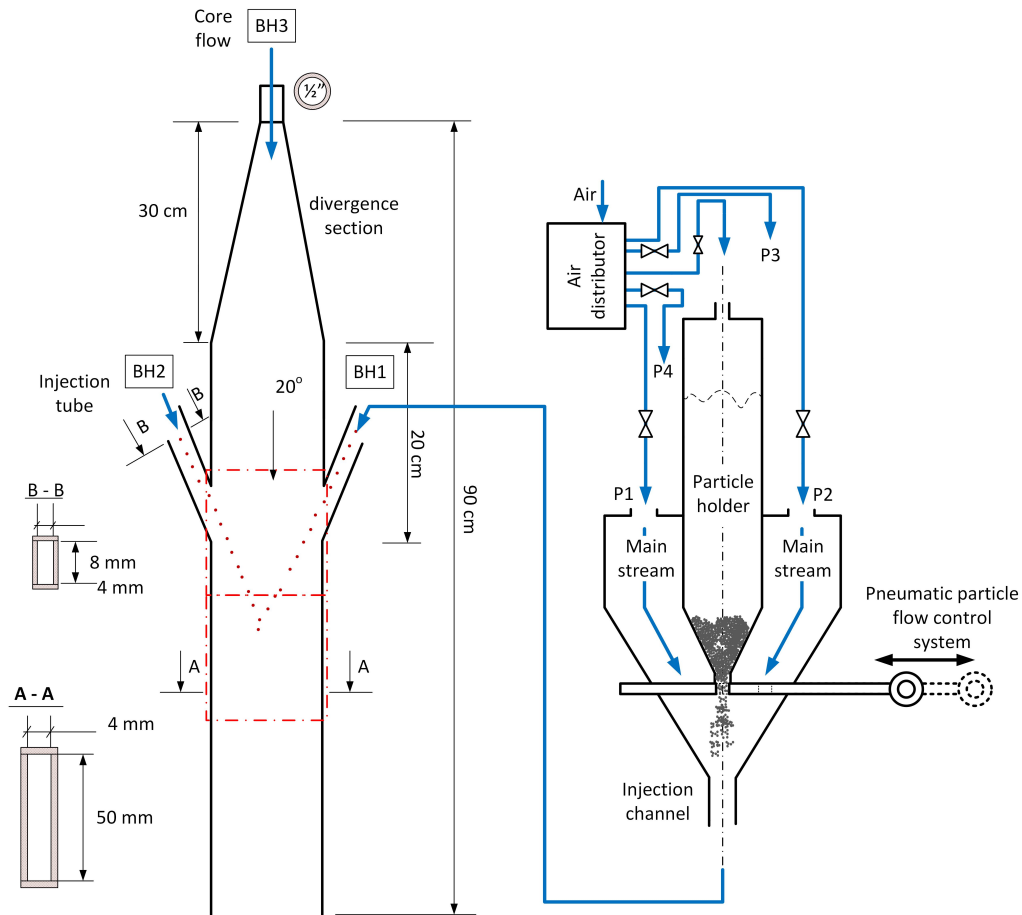 Core
flow
BH3
½”
30 cm
divergence
section
Air
P3
Air
distributor
P4
BH2
BH1
Injection
tube
B
B
20°
20 cm
90 cm
B - B
8 mm
4 mm
Particle
holder
P1
P2
Main
stream
Main
stream
Pneumatic particle
flow control
system
A
A
A - A
4 mm
50 mm
Injection
channel